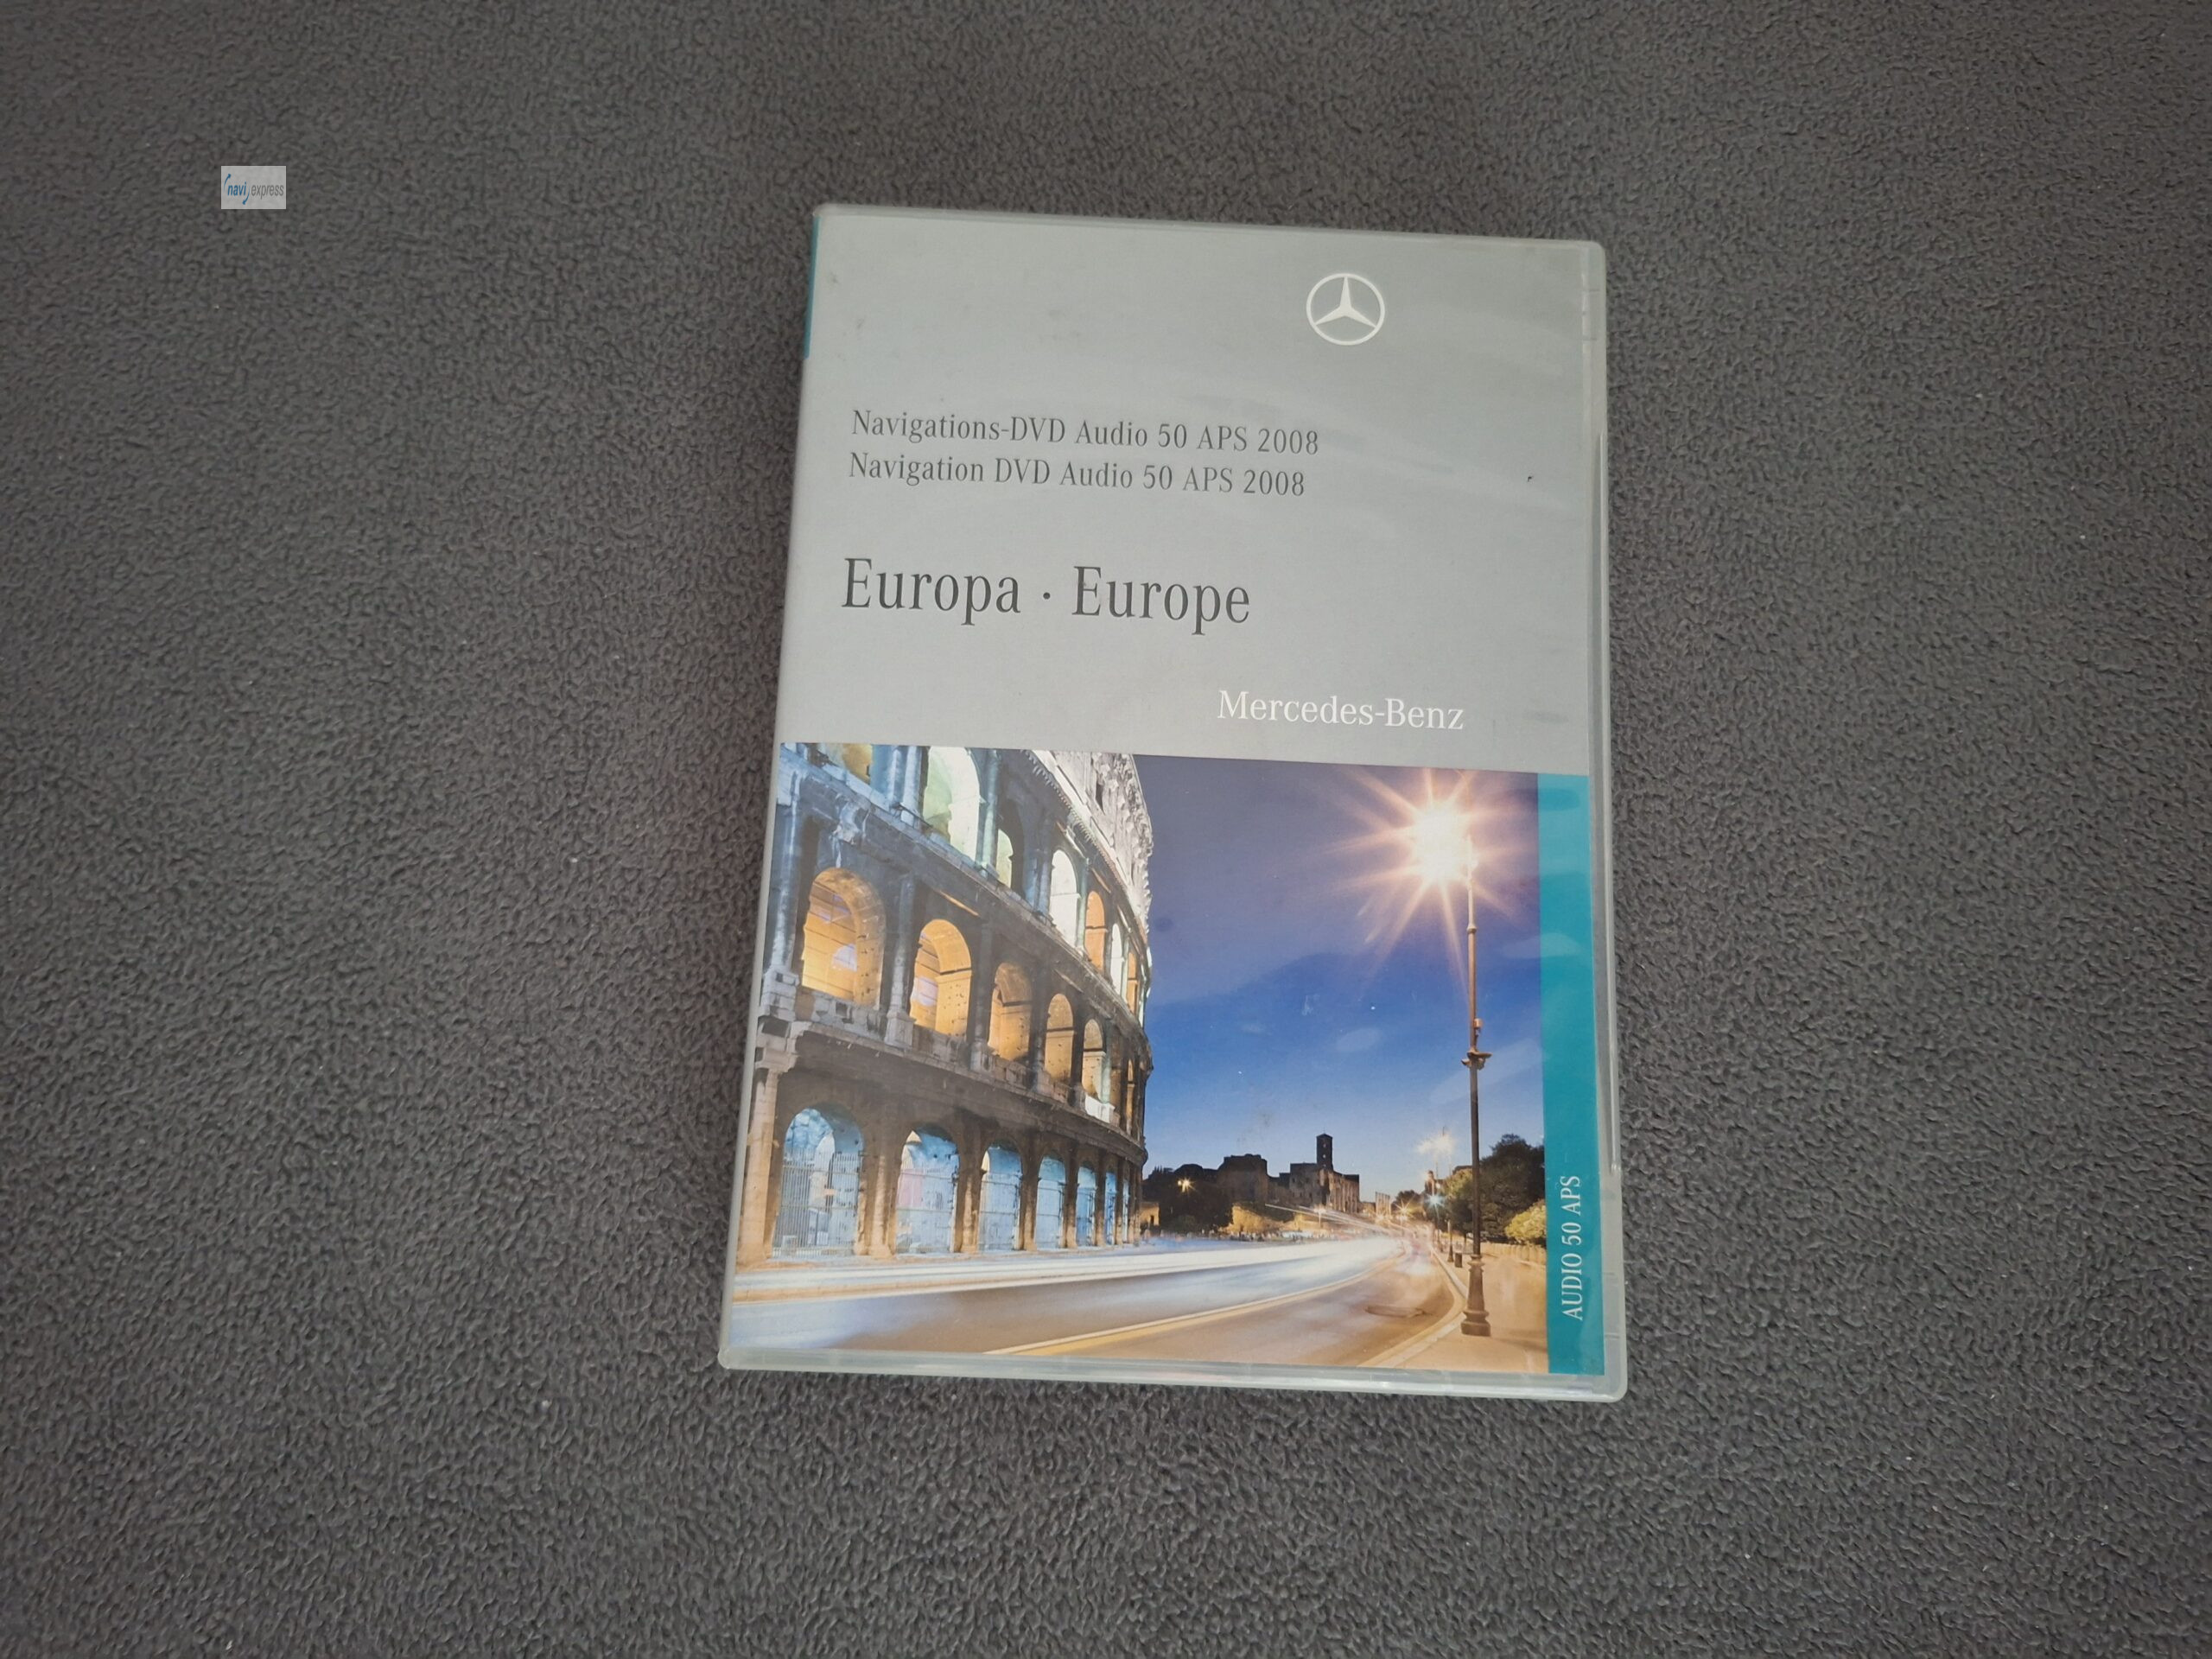 navi express
Navigations-DVD Audio 50 APS 2008
Navigation DVD Audio 50 APS 2008
Europa · Europe
Mercedes-Benz
AUDIO 50 APS